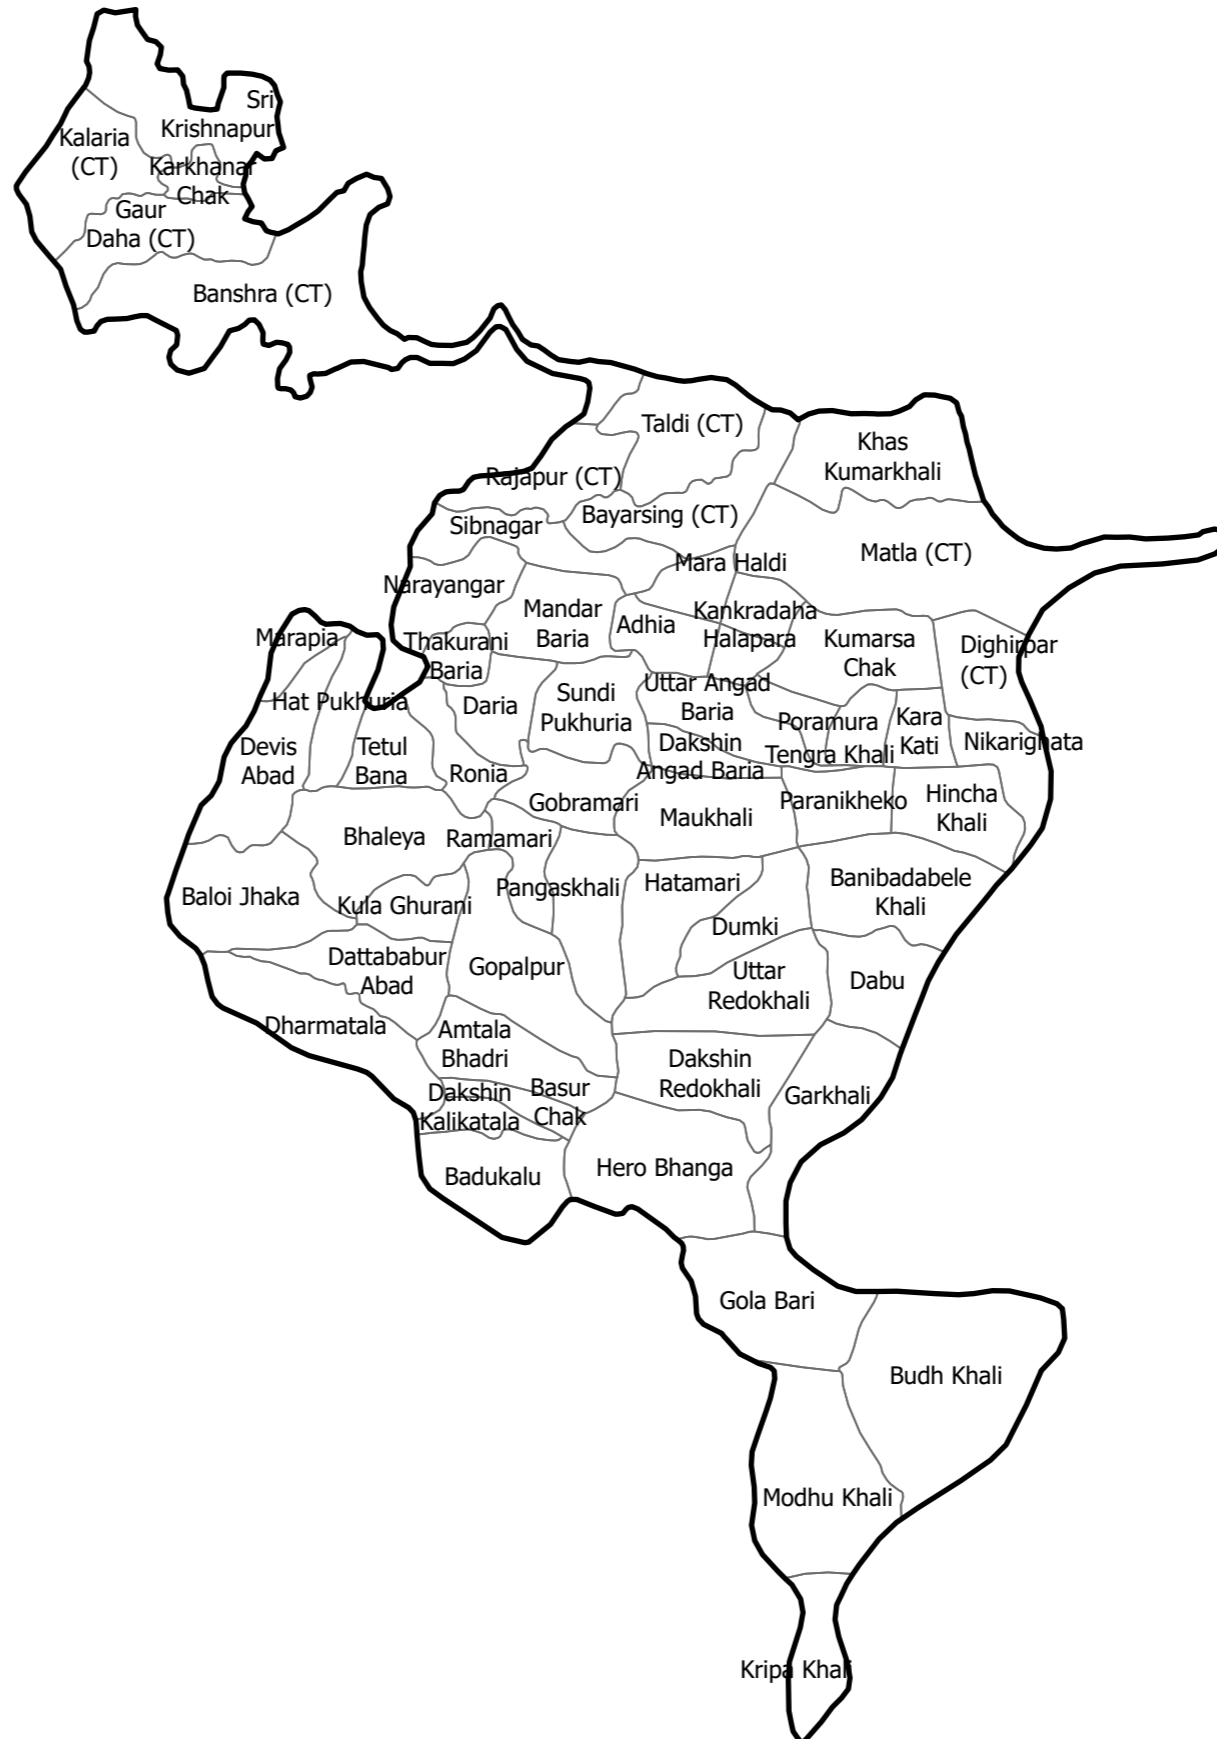 Sri
Krishnapur
Kalaria
(CT)
Karkhanar
Chak
Gaur
Daha (CT)
Banshra (CT)
Taldi (CT)
Khas
Kumarkhali
Rajapur (CT)
Bayarsing (CT)
Sibnagar
Matla (CT)
Mara Haldi
Narayangar
Mandar
Baria
Adhia
Kankradaha
Halapara
Kumarsa
Chak
Dighirpar
(CT)
Marapia
Thakurani
Baria
Hat Pukhuria
Daria
Sundi
Pukhuria
Uttar Angad
Baria
Poramura
Kara
Kati
Nikarighata
Devis
Abad
Tetul
Bana
Ronia
Dakshin
Angad Baria
Tengra Khali
Gobramari
Maukhali
Paranikheko
Hincha
Khali
Bhaleya
Ramamari
Baloi Jhaka
Kula Ghurani
Pangaskhali
Hatamari
Banibadabele
Khali
Dumki
Dattababur
Abad
Gopalpur
Uttar
Redokhali
Dabu
Dharmatala
Amtala
Bhadri
Dakshin
Redokhali
Garkhali
Dakshin
Kalikatala
Basur
Chak
Badukalu
Hero Bhanga
Gola Bari
Budh Khali
Modhu Khali
Kripa Khali